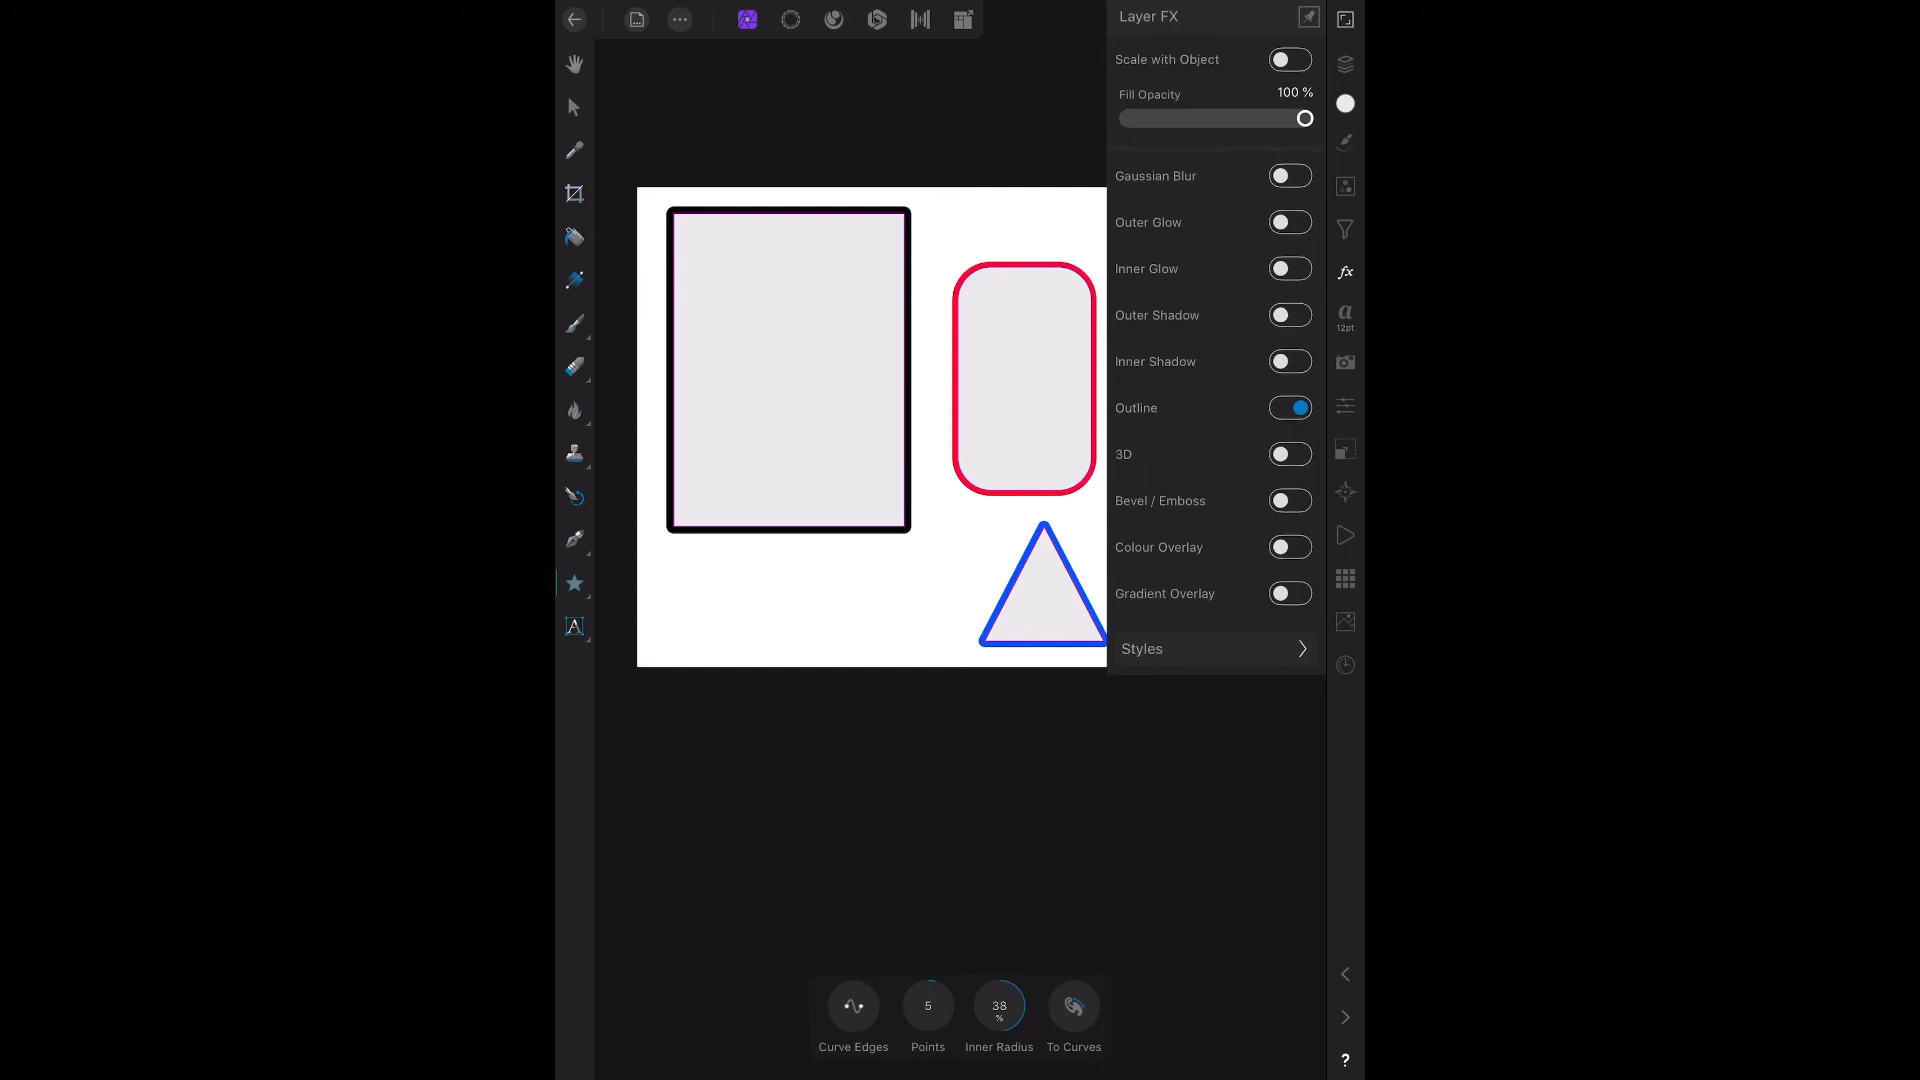 Layer FX
Scale with Object
Fill Opacity 100 %
Gaussian Blur
Outer Glow
Inner Glow
Outer Shadow
Inner Shadow
Outline
3D
Bevel / Emboss
Colour Overlay
Gradient Overlay
Styles
fx
a
12pt
A
5
38
%
Curve Edges Points Inner Radius To Curves
?